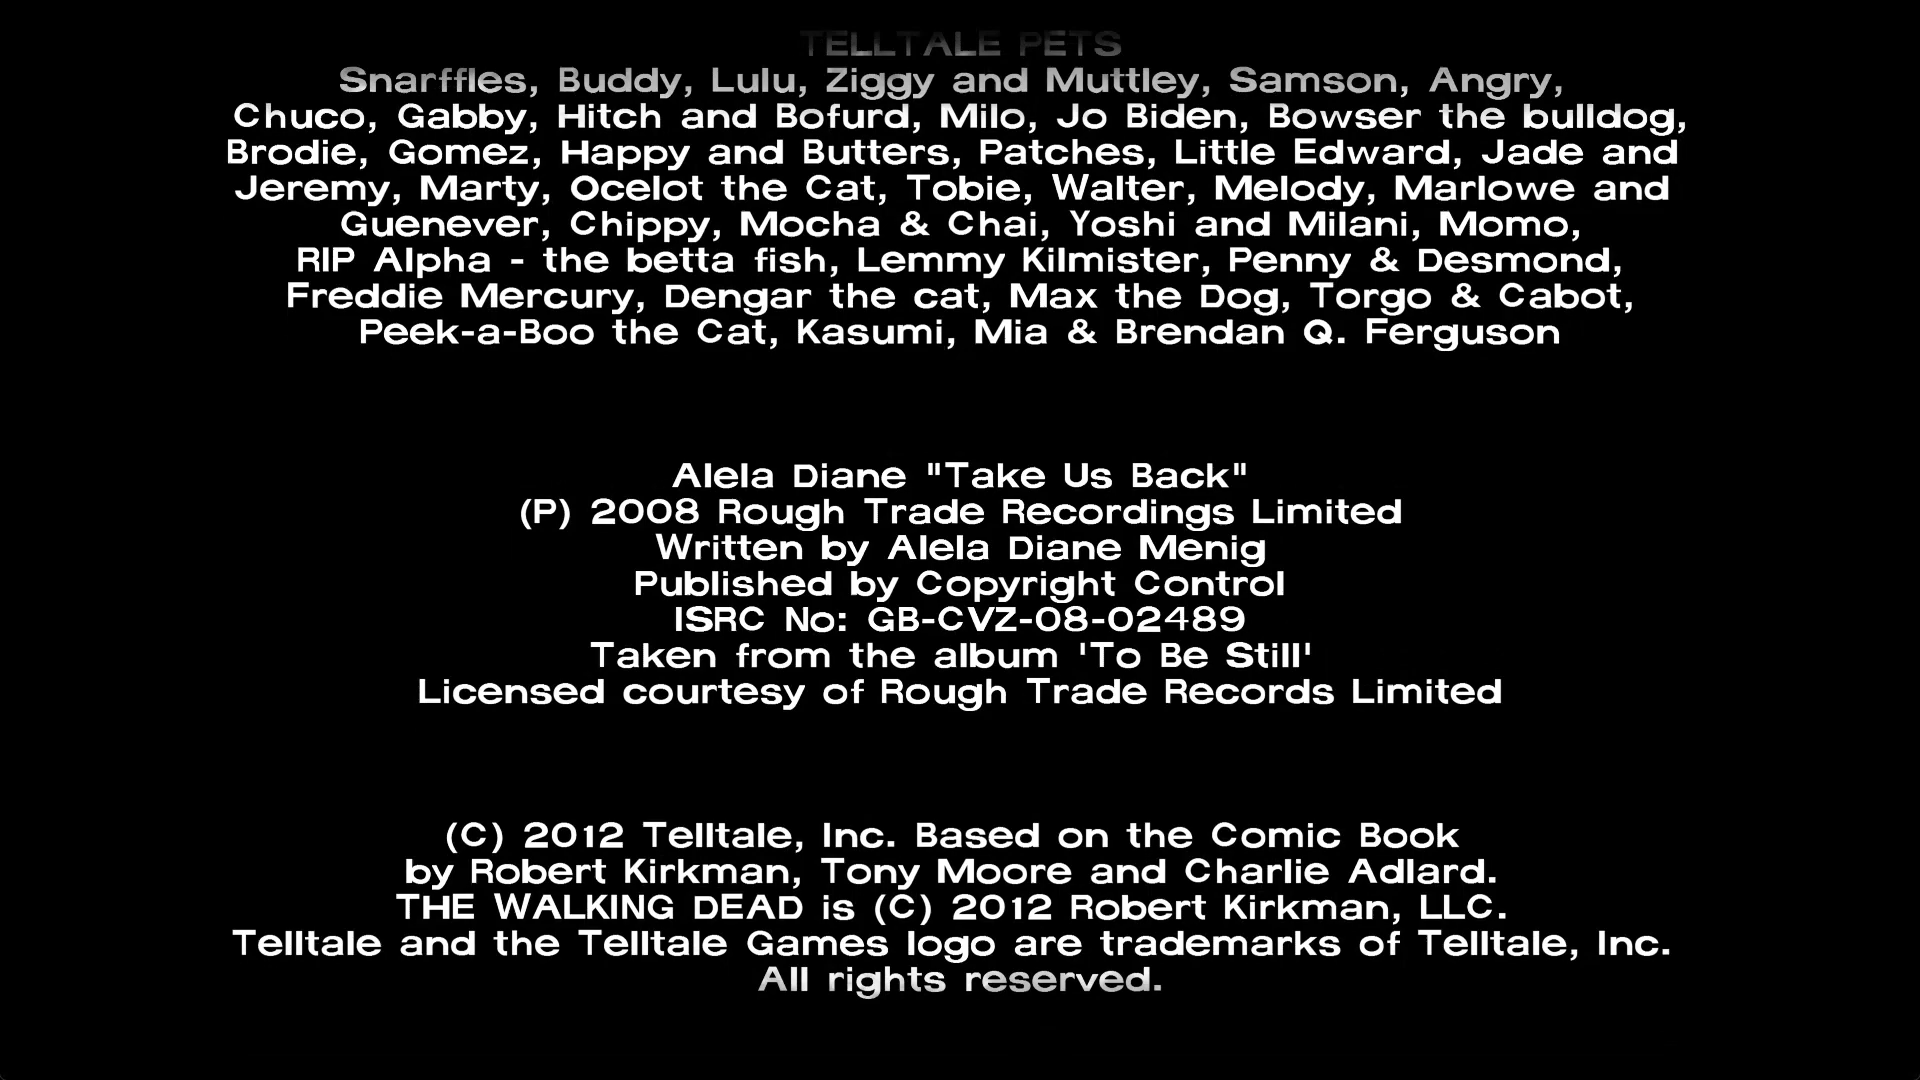 TELLTALE PETS
Snarffles, Buddy, Lulu, Ziggy and Muttley, Samson, Angry,
Chuco, Gabby, Hitch and Bofurd, Milo, Jo Biden, Bowser the bulldog,
Brodie, Gomez, Happy and Butters, Patches, Little Edward, Jade and
Jeremy, Marty, Ocelot the Cat, Tobie, Walter, Melody, Marlowe and
Guenever, Chippy, Mocha & Chai, Yoshi and Milani, Momo,
RIP Alpha - the betta fish, Lemmy Kilmister, Penny & Desmond,
Freddie Mercury, Dengar the cat, Max the Dog, Torgo & Cabot,
Peek-a-Boo the Cat, Kasumi, Mia & Brendan Q. Ferguson
Alela Diane "Take Us Back"
(P) 2008 Rough Trade Recordings Limited
Written by Alela Diane Menig
Published by Copyright Control
ISRC No: GB-CVZ-08-02489
Taken from the album 'To Be Still'
Licensed courtesy of Rough Trade Records Limited
(C) 2012 Telltale, Inc. Based on the Comic Book
by Robert Kirkman, Tony Moore and Charlie Adlard.
THE WALKING DEAD is (C) 2012 Robert Kirkman, LLC.
Telltale and the Telltale Games logo are trademarks of Telltale, Inc.
All rights reserved.